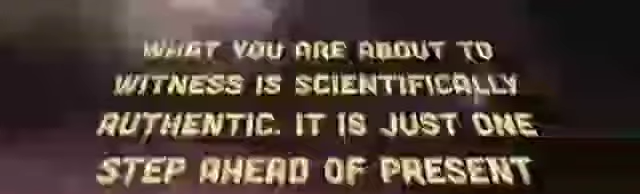 WHAT YOU ARE ABOUT TO
WITNESS IS SCIENTIFICALLY
AUTHENTIC. IT IS JUST ONE
STEP AHEAD OF PRESENT